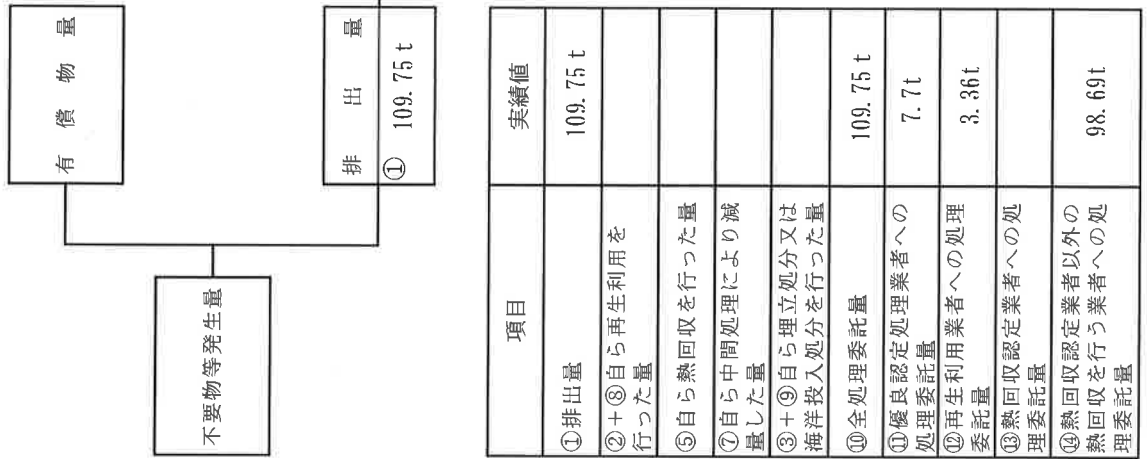 有償物量
排出量
① 109.75 t
不要物等発生量
項目
実績値
①排出量
109.75 t
②+⑧自ら再生利用を
行った量
⑤自ら熱回収を行った量
⑦自ら中間処理により減
量した量
③+⑨自ら埋立処分又は
海洋投入処分を行った量
⑩全処理委託量
109.75 t
⑪優良認定処理業者への
処理委託量
7.7t
⑫再生利用業者への処理
委託量
3.36t
⑬熱回収認定業者への処
理委託量
⑭熱回収認定業者以外の
熱回収を行う業者への処
理委託量
98.69t